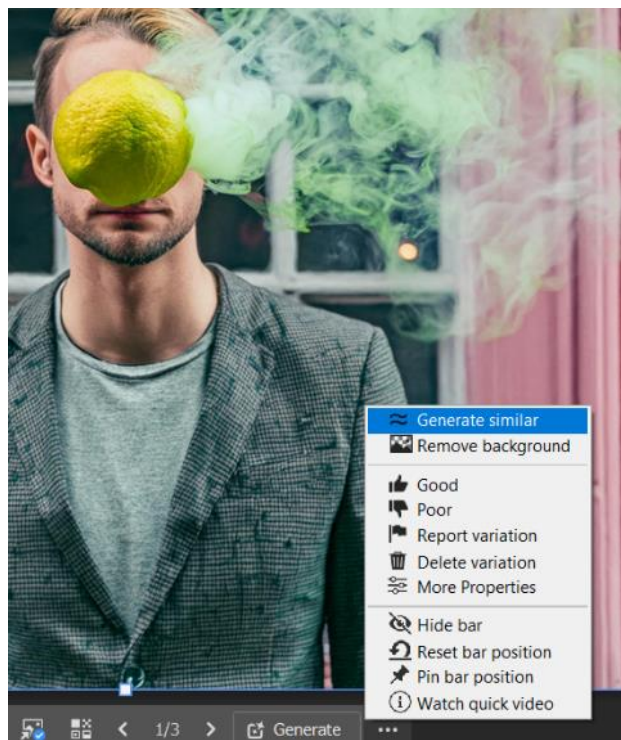 Generate similar
Remove background
Good
Poor
Report variation
Delete variation
More Properties
Hide bar
Reset bar position
Pin bar position
Watch quick video
1/3
Generate